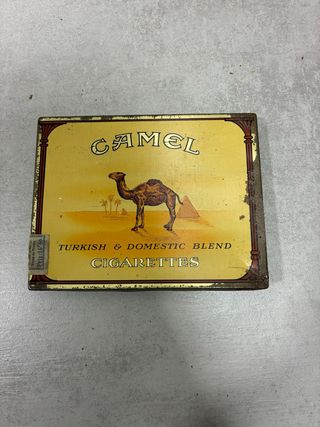 CAMEL
TURKISH & DOMESTIC BLEND
CIGARETTES